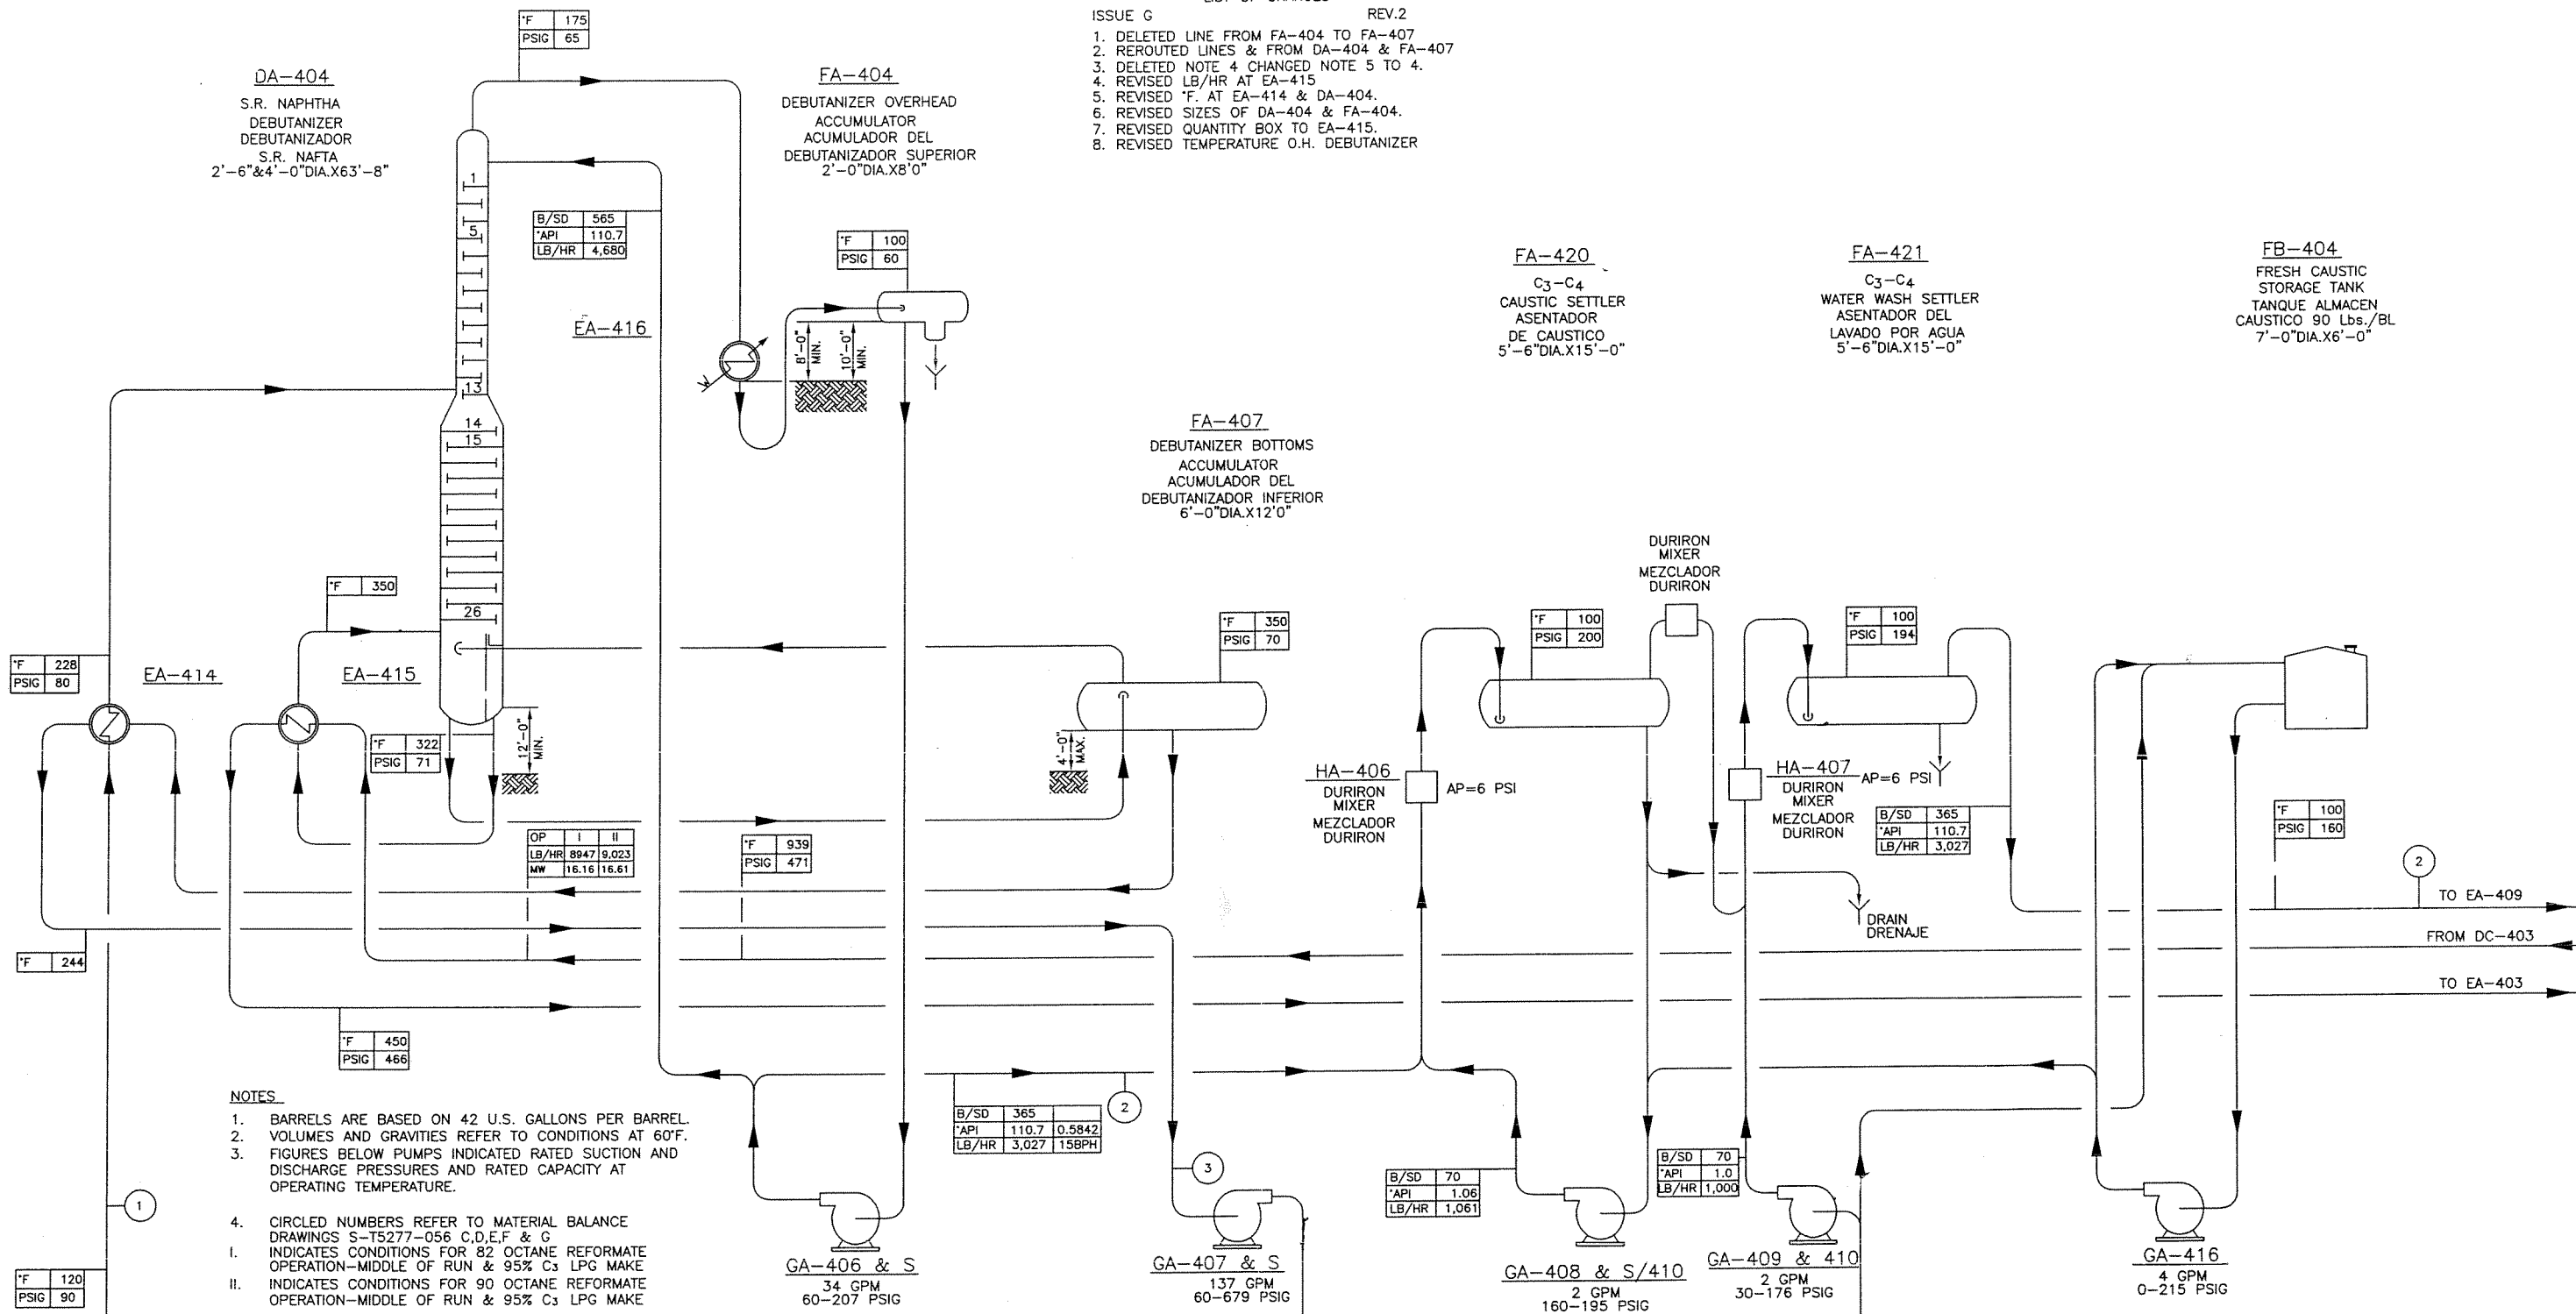 LIST OF CHANGES
ISSUE G REV.2
1. DELETED LINE FROM FA-404 TO FA-407
2. REROUTED LINES & FROM DA-404 & FA-407
3. DELETED NOTE 4 CHANGED NOTE 5 TO 4.
4. REVISED LB/HR AT EA-415
5. REVISED °F. AT EA-414 & DA-404.
6. REVISED SIZES OF DA-404 & FA-404.
7. REVISED QUANTITY BOX TO EA-415.
8. REVISED TEMPERATURE O.H. DEBUTANIZER
°F 175
PSIG 65
DA-404
S.R. NAPHTHA
DEBUTANIZER
DEBUTANIZADOR
S.R. NAFTA
2'-6"&4'-0"DIA.X63'-8"
FA-404
DEBUTANIZER OVERHEAD
ACCUMULATOR
ACUMULADOR DEL
DEBUTANIZADOR SUPERIOR
2'-0"DIA.X8'0"
1
5
13
14
15
26
B/SD 565
°API 110.7
LB/HR 4,680
°F 100
PSIG 60
EA-416
W
8'-0"
MIN.
10'-0"
MIN.
FA-420
C3-C4
CAUSTIC SETTLER
ASENTADOR
DE CAUSTICO
5'-6"DIA.X15'-0"
FA-421
C3-C4
WATER WASH SETTLER
ASENTADOR DEL
LAVADO POR AGUA
5'-6"DIA.X15'-0"
FB-404
FRESH CAUSTIC
STORAGE TANK
TANQUE ALMACEN
CAUSTICO 90 Lbs./BL
7'-0"DIA.X6'-0"
FA-407
DEBUTANIZER BOTTOMS
ACCUMULATOR
ACUMULADOR DEL
DEBUTANIZADOR INFERIOR
6'-0"DIA.X12'0"
DURIRON
MIXER
MEZCLADOR
DURIRON
°F 350
°F 350
PSIG 70
°F 100
PSIG 200
°F 100
PSIG 194
°F 228
PSIG 80
EA-414
EA-415
°F 322
PSIG 71
12'-0"
MIN.
4'-0"
MAX.
HA-406
DURIRON
MIXER
MEZCLADOR
DURIRON
AP=6 PSI
HA-407
DURIRON
MIXER
MEZCLADOR
DURIRON
AP=6 PSI
B/SD 365
°API 110.7
LB/HR 3,027
°F 100
PSIG 160
OP I II
LB/HR 8947 9,023
MW 16.16 16.61
°F 939
PSIG 471
2
TO EA-409
DRAIN
DRENAJE
FROM DC-403
TO EA-403
°F 244
°F 450
PSIG 466
B/SD 365
°API 110.7 0.5842
LB/HR 3,027 15BPH
2
3
NOTES
1. BARRELS ARE BASED ON 42 U.S. GALLONS PER BARREL.
2. VOLUMES AND GRAVITIES REFER TO CONDITIONS AT 60°F.
3. FIGURES BELOW PUMPS INDICATED RATED SUCTION AND
DISCHARGE PRESSURES AND RATED CAPACITY AT
OPERATING TEMPERATURE.
4. CIRCLED NUMBERS REFER TO MATERIAL BALANCE
DRAWINGS S-T5277-056 C,D,E,F & G
I. INDICATES CONDITIONS FOR 82 OCTANE REFORMATE
OPERATION-MIDDLE OF RUN & 95% C3 LPG MAKE
II. INDICATES CONDITIONS FOR 90 OCTANE REFORMATE
OPERATION-MIDDLE OF RUN & 95% C3 LPG MAKE
1
°F 120
PSIG 90
B/SD 70
°API 1.06
LB/HR 1,061
B/SD 70
°API 1.0
LB/HR 1,000
GA-406 & S
34 GPM
60-207 PSIG
GA-407 & S
137 GPM
60-679 PSIG
GA-408 & S/410
2 GPM
160-195 PSIG
GA-409 & 410
2 GPM
30-176 PSIG
GA-416
4 GPM
0-215 PSIG